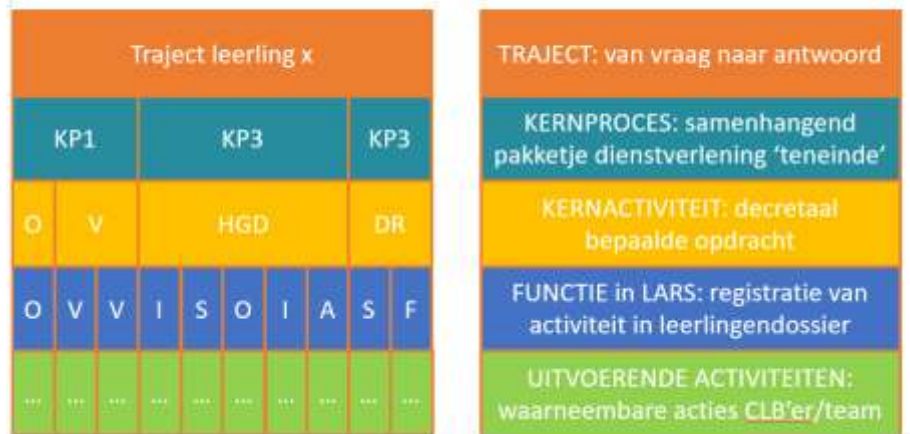 Traject leerling x
KP1 KP3 KP3
O V HGD DR
O V V I S O I A S F
... ... ... ... ... ... ... ... ... ...
TRAJECT: van vraag naar antwoord
KERNPROCES: samenhangend
pakketje dienstverlening ‘teneinde’
KERNACTIVITEIT: decretaal
bepaalde opdracht
FUNCTIE in LARS: registratie van
activiteit in leerlingendossier
UITVOERENDE ACTIVITEITEN:
waarneembare acties CLB'er/team